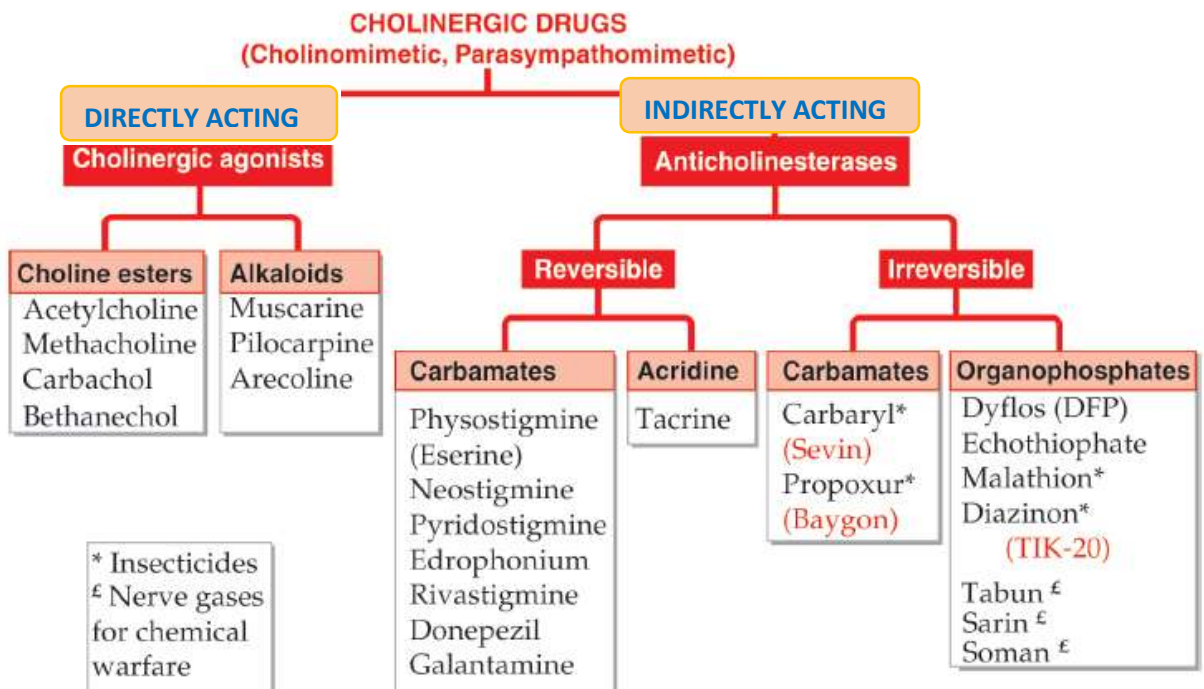 CHOLINERGIC DRUGS
(Cholinomimetic, Parasympathomimetic)
DIRECTLY ACTING
INDIRECTLY ACTING
Cholinergic agonists
Anticholinesterases
Reversible
Irreversible
Choline esters
Acetylcholine
Methacholine
Carbachol
Bethanechol
Alkaloids
Muscarine
Pilocarpine
Arecoline
Carbamates
Physostigmine
(Eserine)
Neostigmine
Pyridostigmine
Edrophonium
Rivastigmine
Donepezil
Galantamine
Acridine
Tacrine
Carbamates
Carbaryl*
(Sevin)
Propoxur*
(Baygon)
Organophosphates
Dyflos (DFP)
Echothiophate
Malathion*
Diazinon*
(TIK-20)
Tabun £
Sarin £
Soman £
* Insecticides
£ Nerve gases
for chemical
warfare